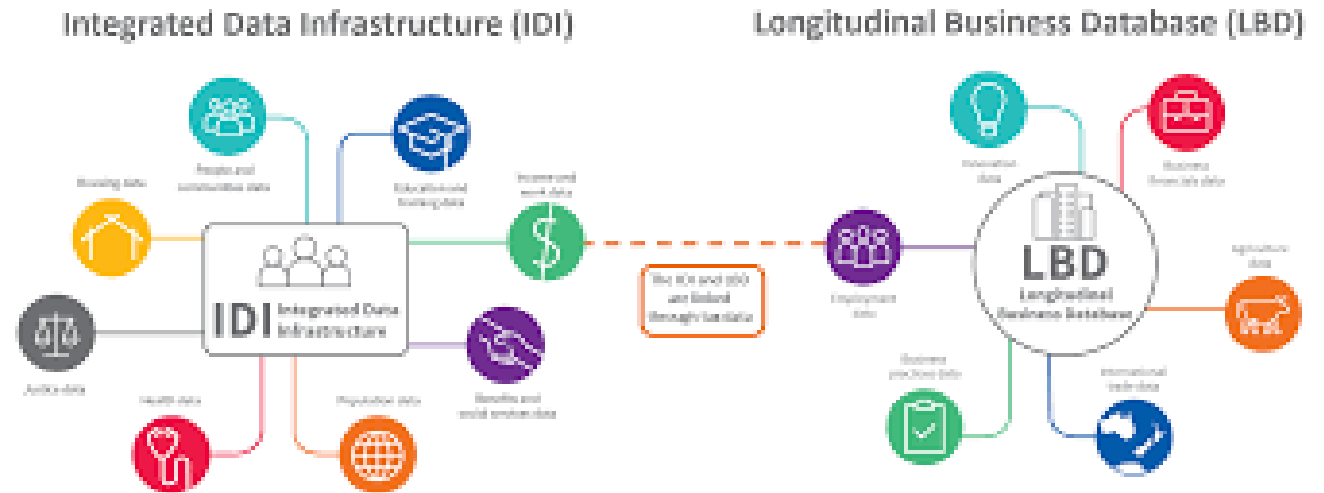 Integrated Data Infrastructure (IDI)
Longitudinal Business Database (LBD)
People and
communities data
Education and
training data
Housing data
Income and
work data
IDI Integrated Data
Infrastructure
Justice data
Health data
Population data
Benefits and
social services data
The IDI and LBD
are linked
through tax data
Innovation
data
Business
financials data
Agriculture
data
LBD
Longitudinal
Business Database
Employment
data
Business
practices data
International
trade data